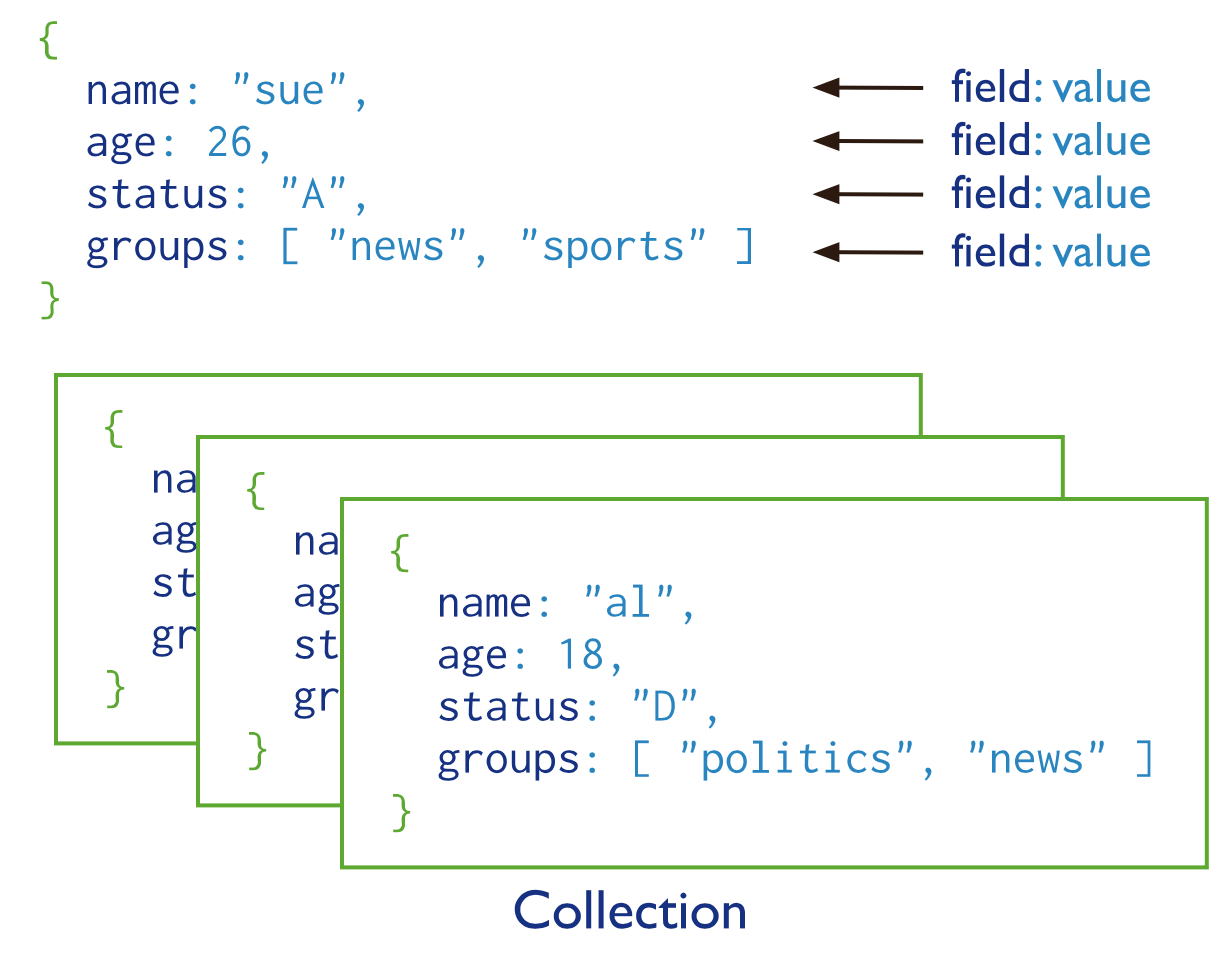 {
name: "sue",
field: value
age: 26,
field: value
status: "A",
field: value
groups: [ "news", "sports" ]
field: value
}
{
na
ag
st
gr
}
{
na
ag
st
gr
}
{
name: "al",
age: 18,
status: "D",
groups: [ "politics", "news" ]
}
Collection